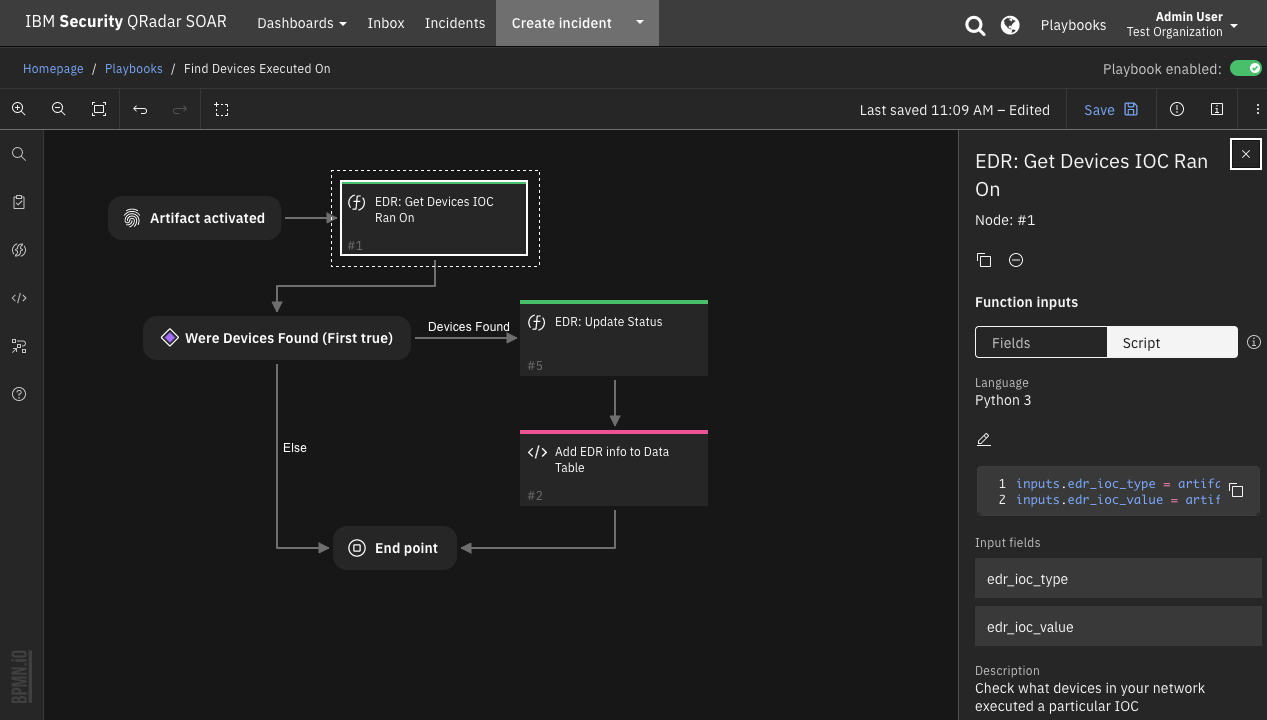 IBM Security QRadar SOAR
Dashboards
Inbox
Incidents
Create incident
Playbooks
Admin User
Test Organization
Homepage / Playbooks / Find Devices Executed On
Playbook enabled:
Last saved 11:09 AM – Edited
Save
Artifact activated
EDR: Get Devices IOC
Ran On
#1
Were Devices Found (First true)
Devices Found
EDR: Update Status
#5
Else
Add EDR info to Data
Table
#2
End point
BPMN.iO
EDR: Get Devices IOC Ran
On
Node: #1
Function inputs
Fields
Script
Language
Python 3
1 inputs.edr_ioc_type = artifa
2 inputs.edr_ioc_value = artif
Input fields
edr_ioc_type
edr_ioc_value
Description
Check what devices in your network
executed a particular IOC